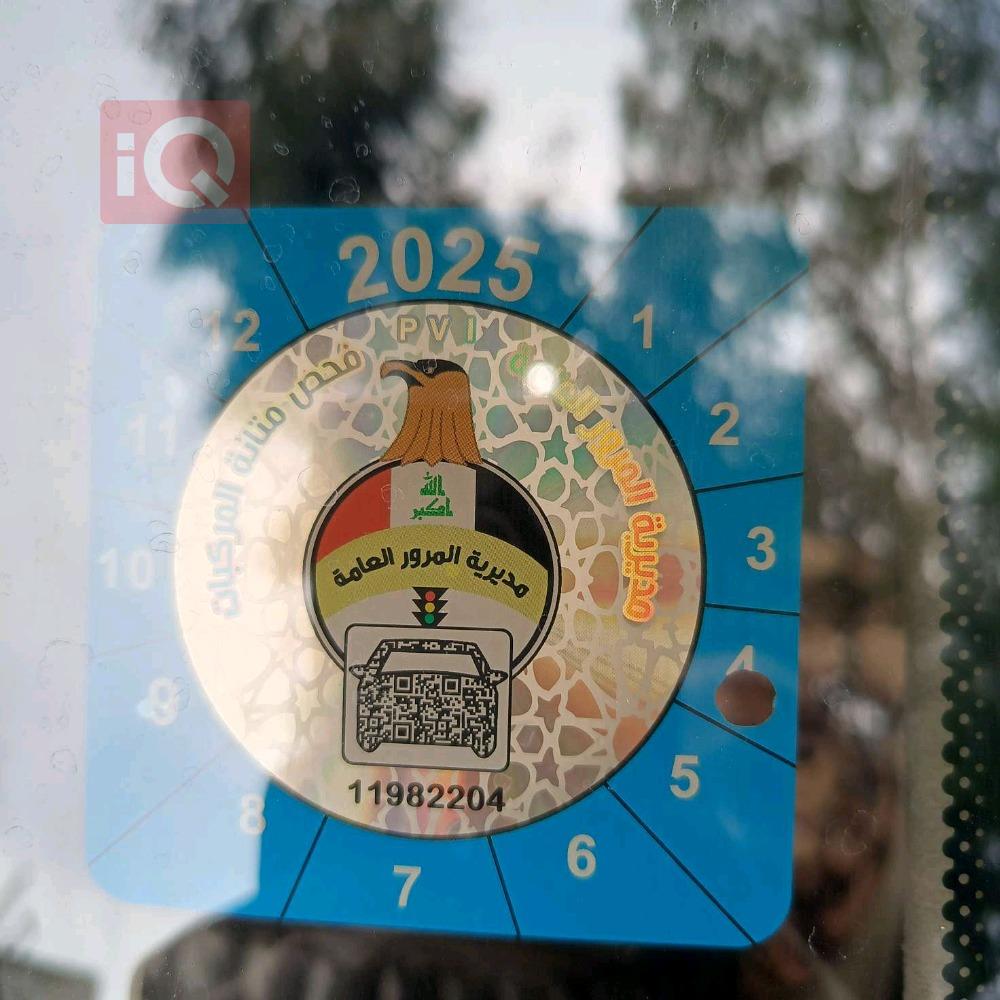 iQ
2025
PVI
فحص متانة المركبات
مديرية المرور العامة
الله
اكبر
مديرية المرور العامة
11982204
1
2
3
4
5
6
7
8
9
10
11
12